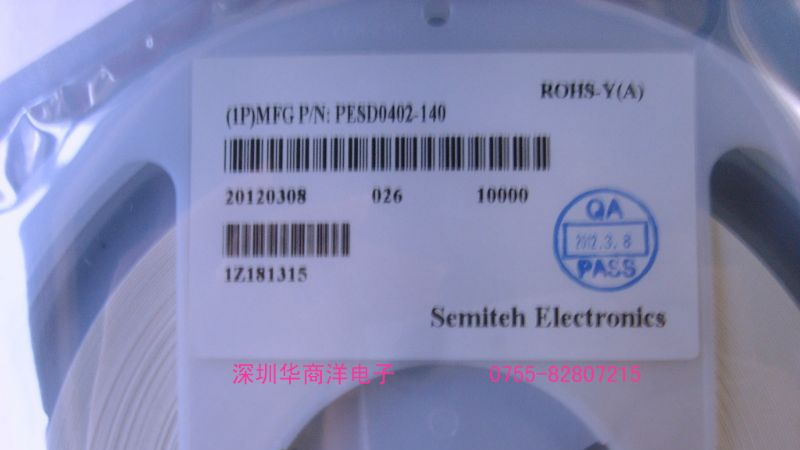 ROHS-Y(A)
(1P)MFG P/N: PESD0402-140
20120308 026 10000
QA
2012.3.8
PASS
1Z181315
Semiteh Electronics
深圳华商洋电子 0755-82807215